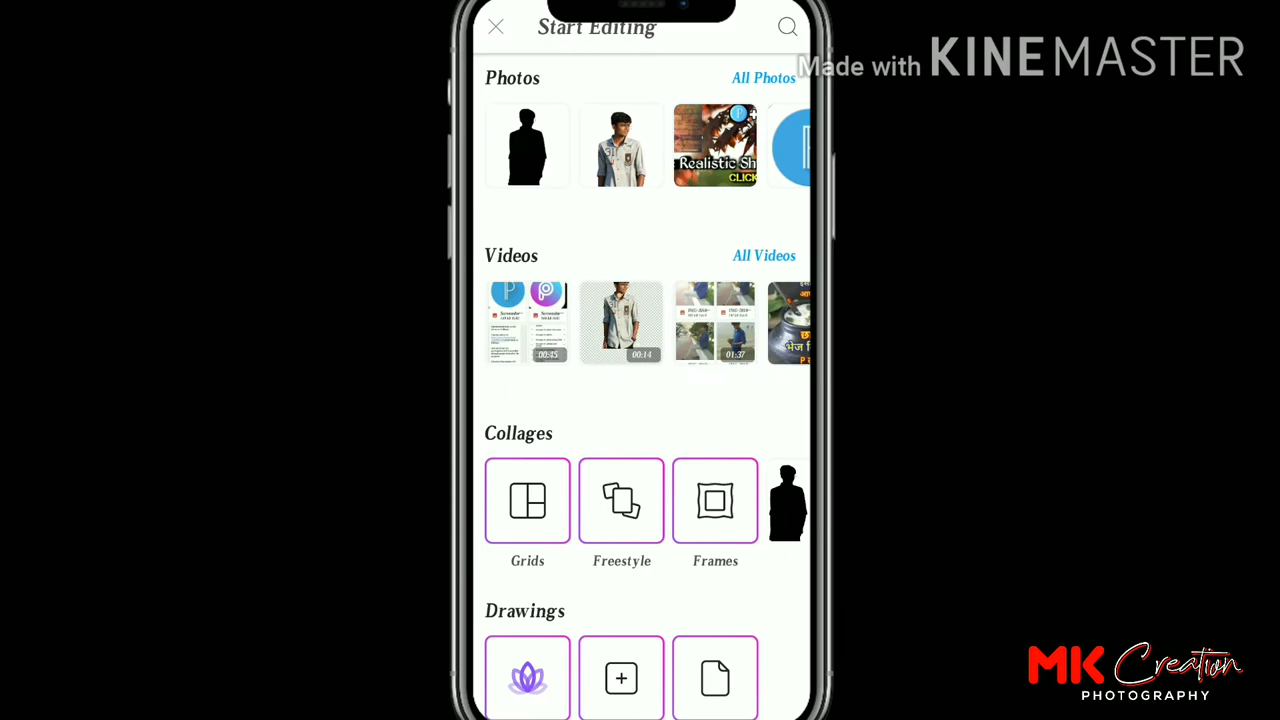 Start Editing
Made with KINEMASTER
Photos
All Photos
Realistic Sh
CLICK
Videos
All Videos
00:45
00:14
01:37
Collages
Grids
Freestyle
Frames
Drawings
MK Creation
PHOTOGRAPHY